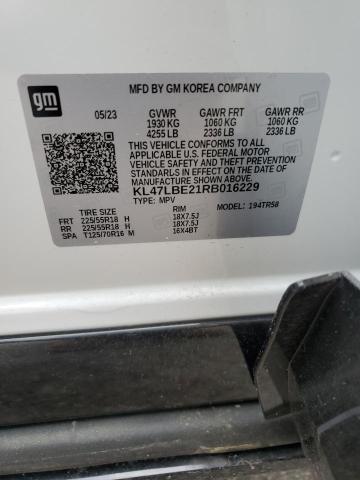 gm
MFD BY GM KOREA COMPANY
05/23 GVWR GAWR FRT GAWR RR
1930 KG 1060 KG 1060 KG
4255 LB 2336 LB 2336 LB
THIS VEHICLE CONFORMS TO ALL
APPLICABLE U.S. FEDERAL MOTOR
VEHICLE SAFETY AND THEFT PREVENTION
STANDARDS IN EFFECT ON THE DATE OF
MANUFACTURE SHOWN ABOVE.
KL47LBE21RB016229
TYPE: MPV MODEL: 194TR58
TIRE SIZE RIM
FRT 225/55R18 H 18X7.5J
RR 225/55R18 H 18X7.5J
SPA T125/70R16 M 16X4BT